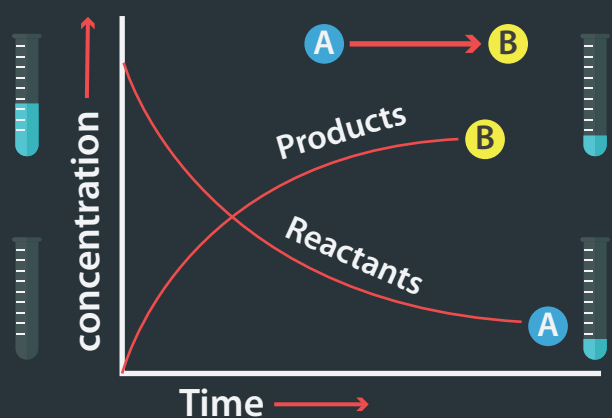 A B
concentration
Products
B
Reactants
A
Time